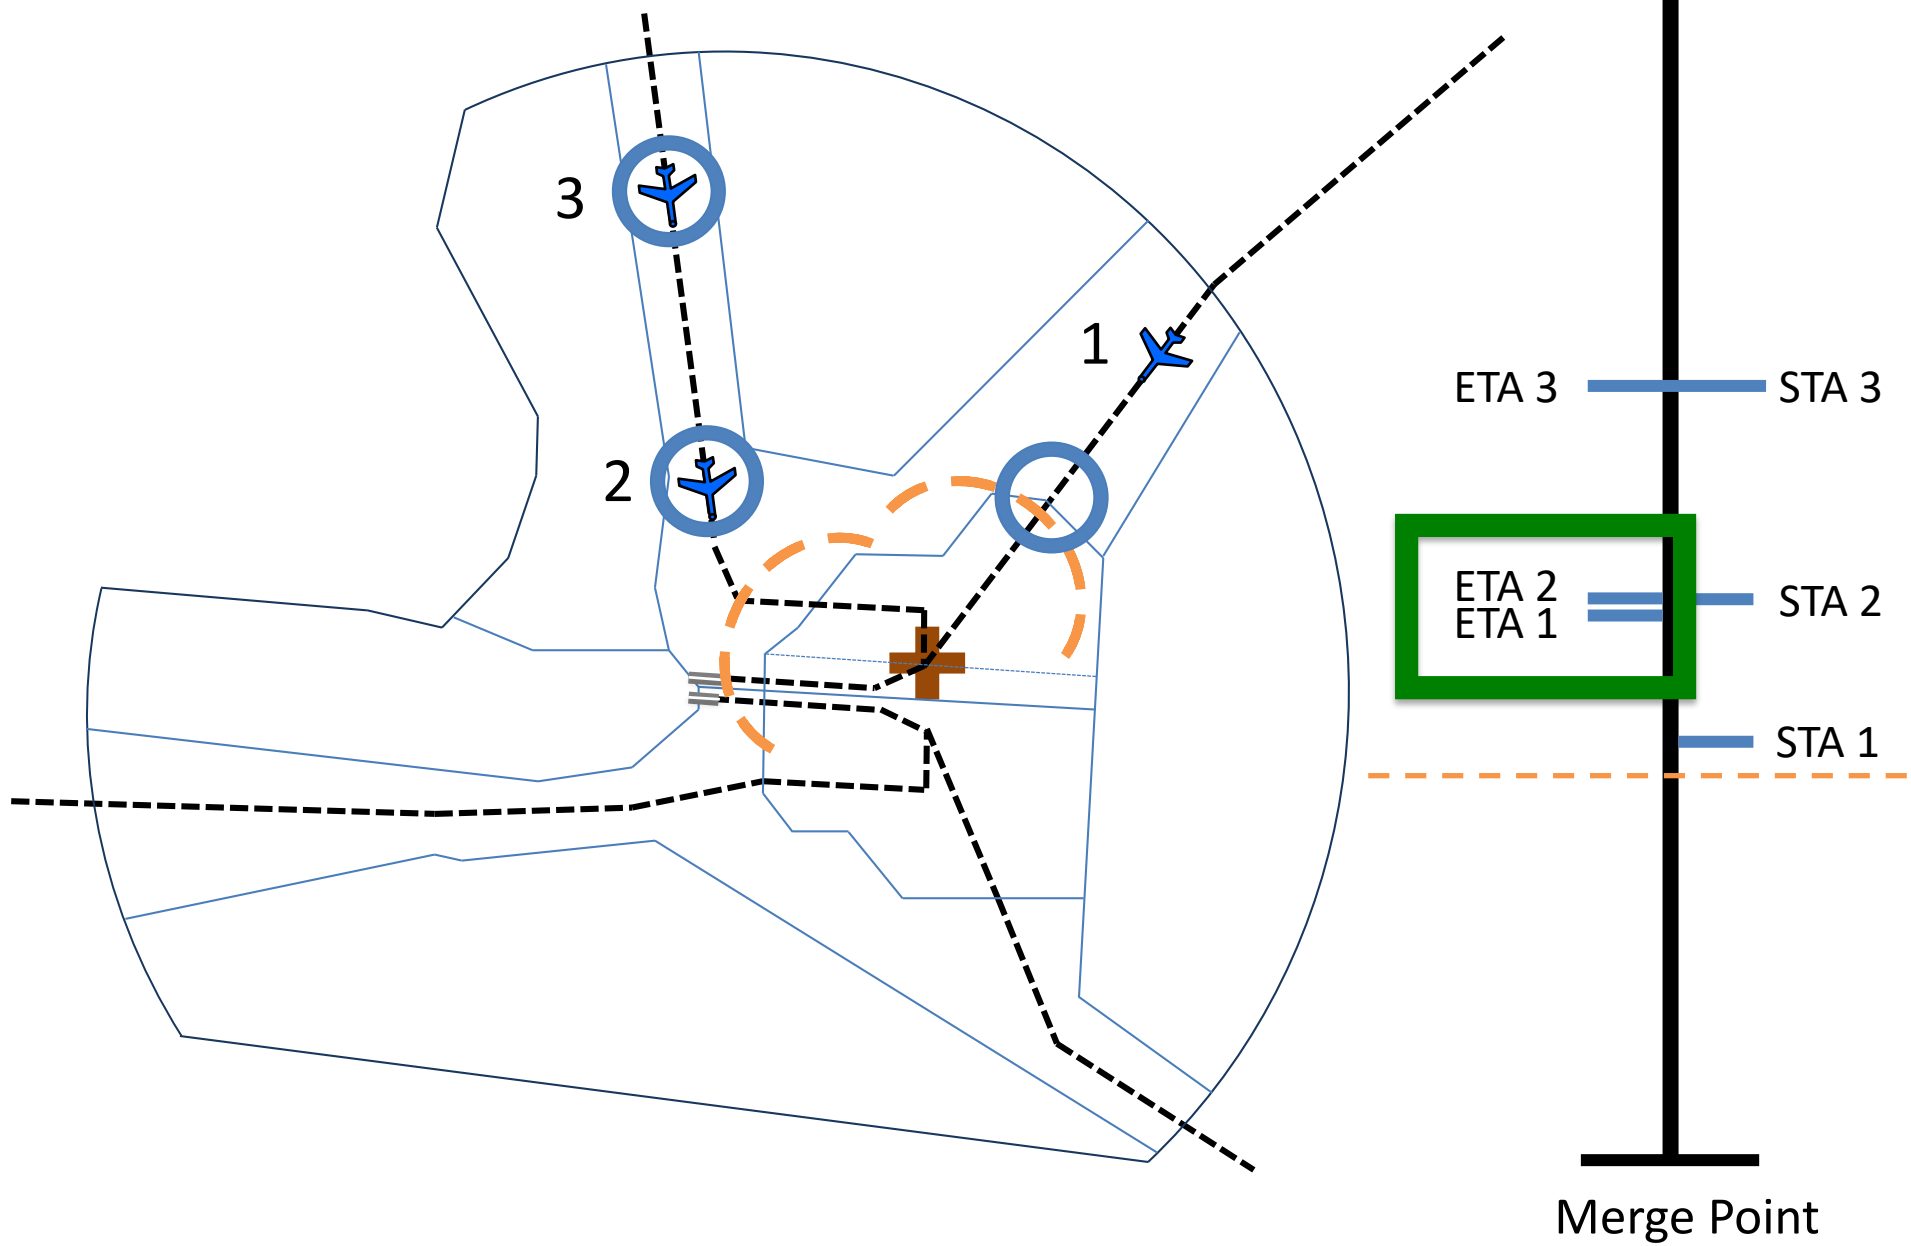 3
1
2
ETA 3
STA 3
ETA 2
STA 2
ETA 1
STA 1
Merge Point